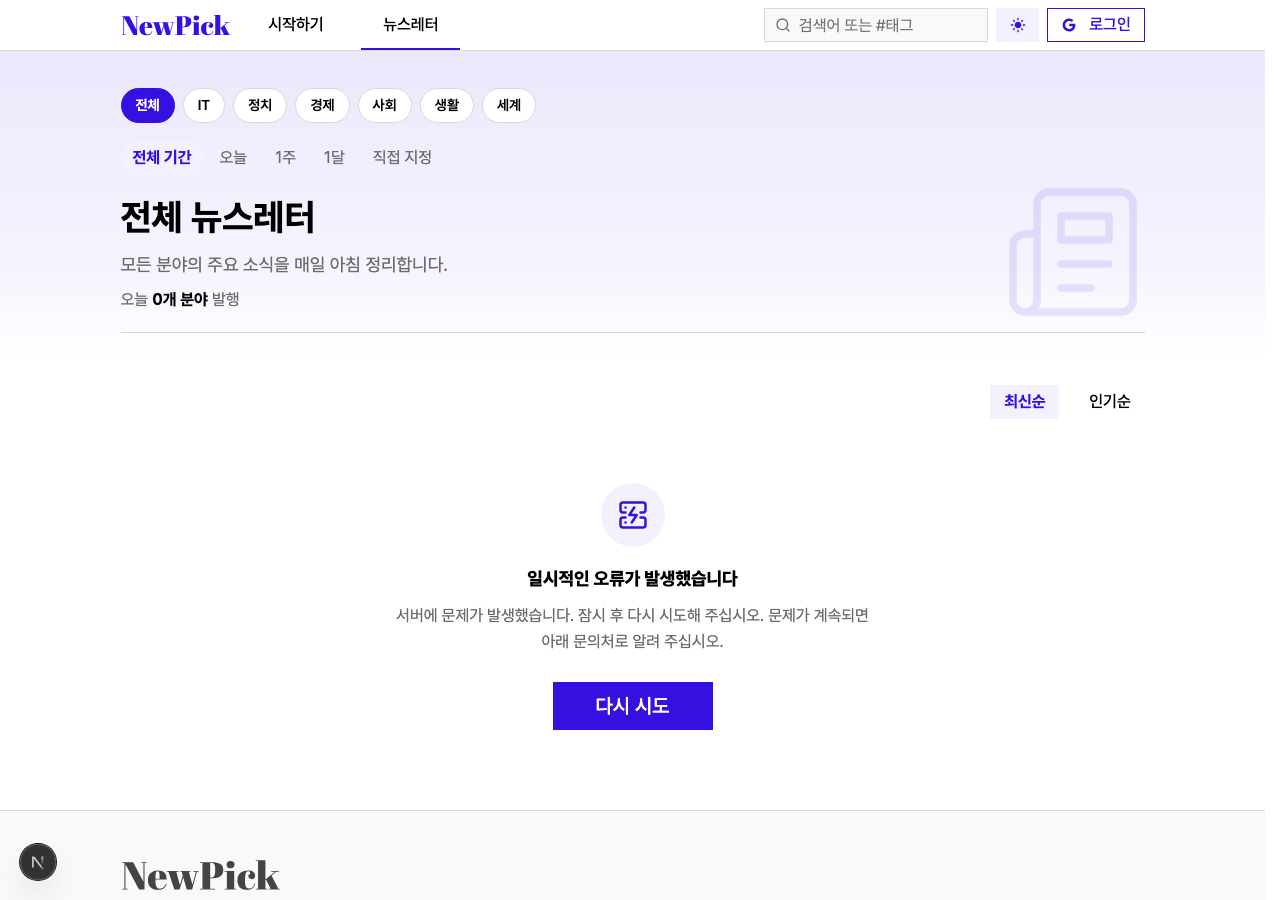 NewPick
시작하기
뉴스레터
검색어 또는 #태그
로그인
전체
IT
정치
경제
사회
생활
세계
전체 기간
오늘
1주
1달
직접 지정
전체 뉴스레터
모든 분야의 주요 소식을 매일 아침 정리합니다.
오늘 0개 분야 발행
최신순
인기순
일시적인 오류가 발생했습니다
서버에 문제가 발생했습니다. 잠시 후 다시 시도해 주십시오. 문제가 계속되면
아래 문의처로 알려 주십시오.
다시 시도
N
NewPick